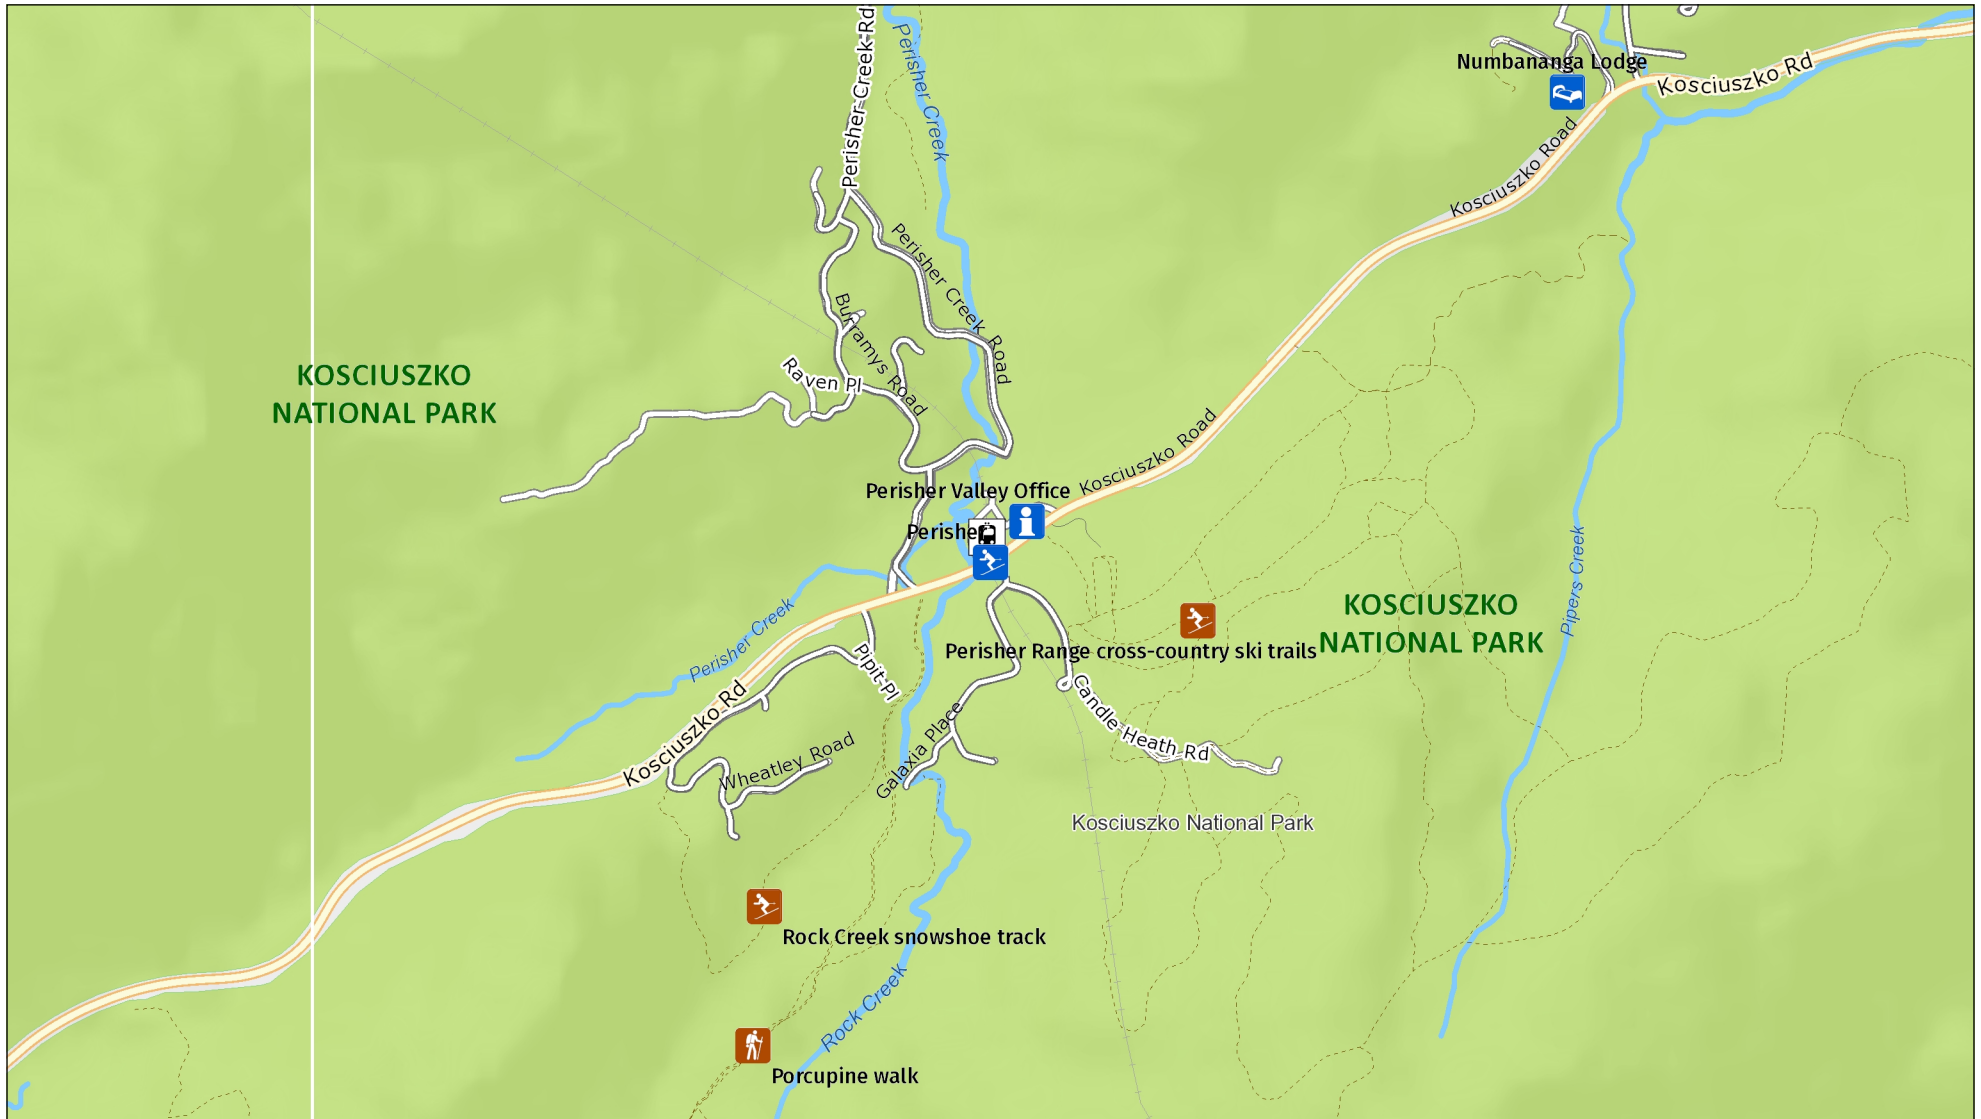 Perisher Creek Rd
Perisher Creek
Numbananga Lodge
Kosciuszko Rd
Kosciuszko Road
Perisher Creek Road
Burramys Road
Raven Pl
KOSCIUSZKO
NATIONAL PARK
Kosciuszko Road
Perisher Valley Office
Perisher
Pipers Creek
KOSCIUSZKO
NATIONAL PARK
Perisher Creek
Perisher Range cross-country ski trails
Pipit Pl
Kosciuszko Rd
Candle Heath Rd
Galaxia Place
Wheatley Road
Kosciuszko National Park
Rock Creek snowshoe track
Rock Creek
Porcupine walk